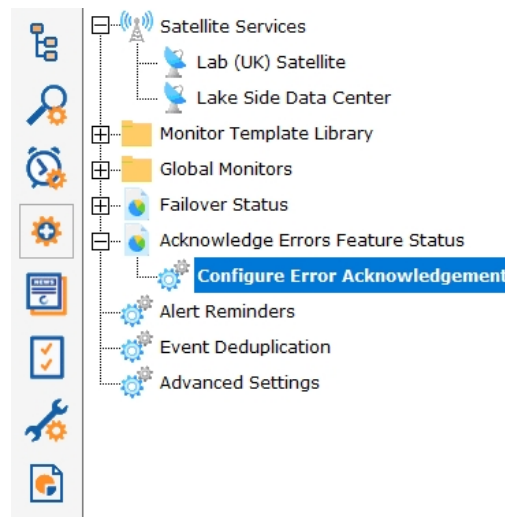 Satellite Services
Lab (UK) Satellite
Lake Side Data Center
Monitor Template Library
Global Monitors
Failover Status
Acknowledge Errors Feature Status
Configure Error Acknowledgement
Alert Reminders
Event Deduplication
Advanced Settings
NEWS